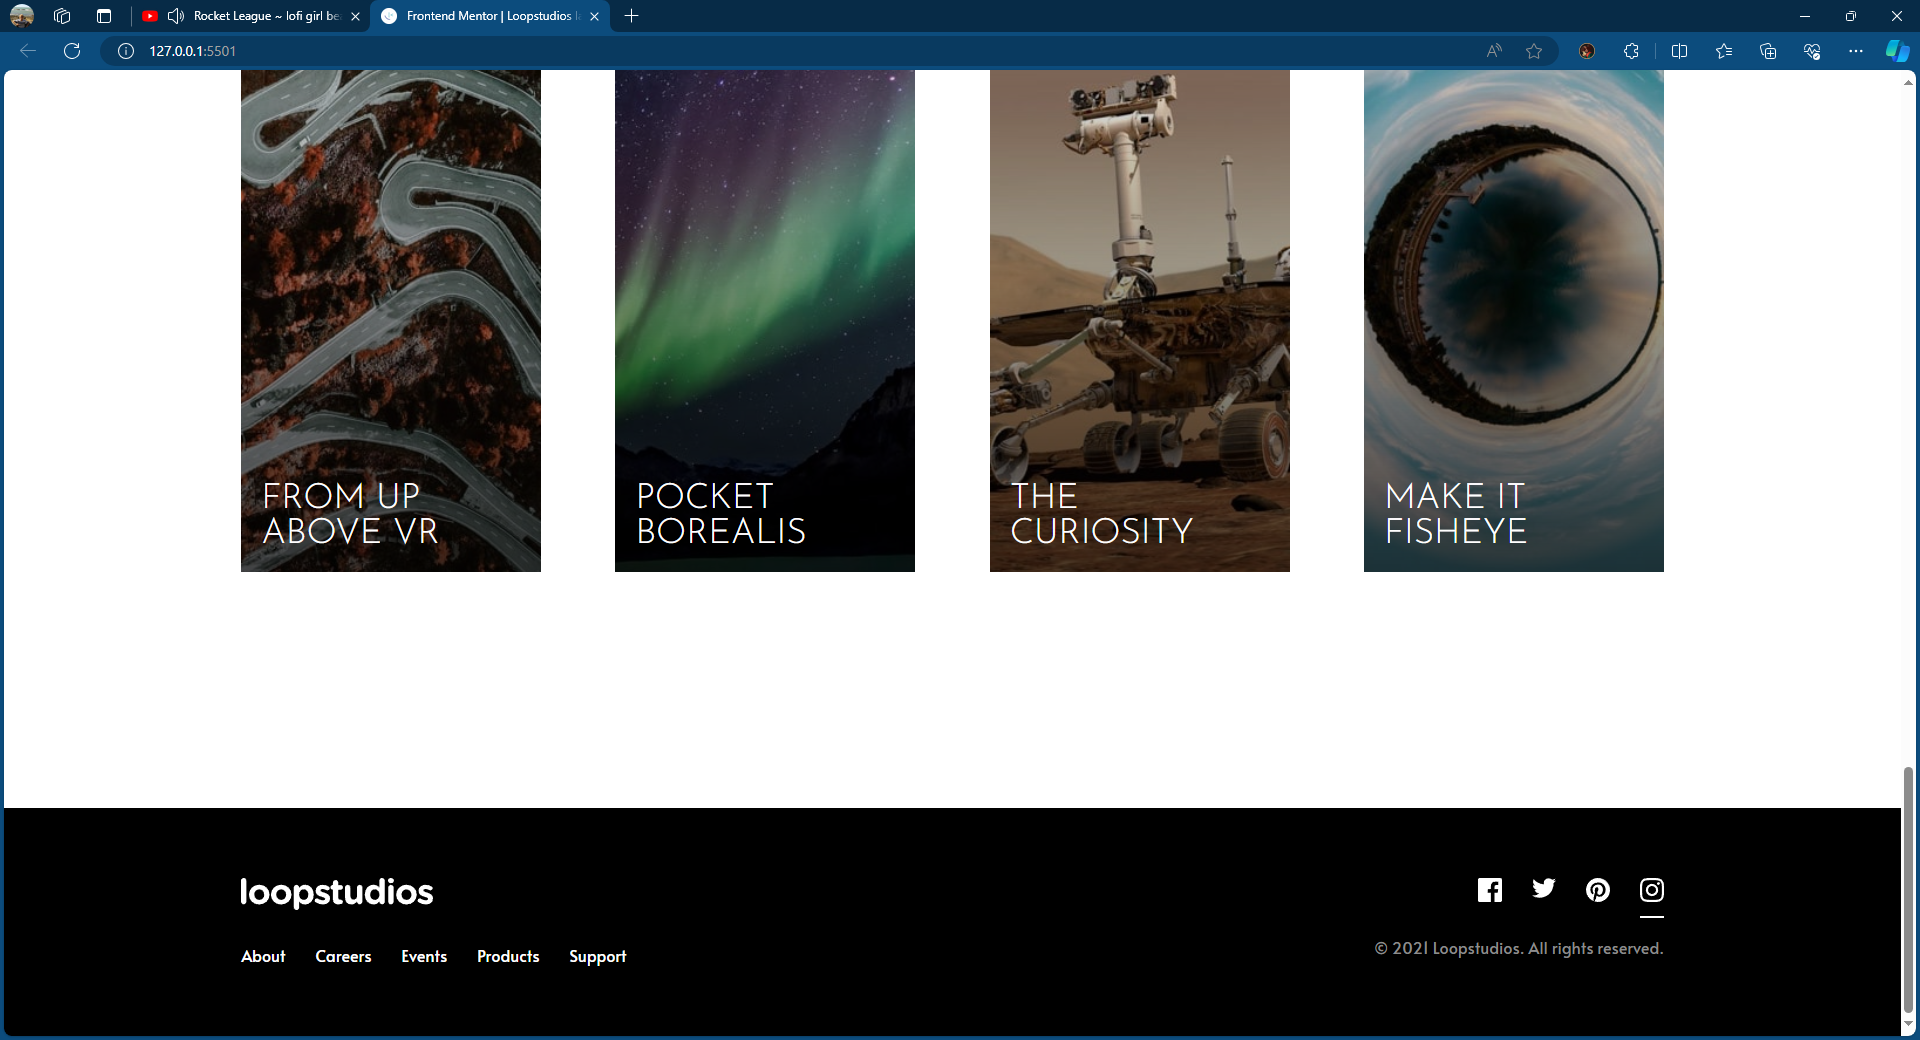 Rocket League ~ lofi girl be
Frontend Mentor | Loopstudios l
127.0.0.1:5501
FROM UP
ABOVE VR
POCKET
BOREALIS
THE
CURIOSITY
MAKE IT
FISHEYE
loopstudios
About Careers Events Products Support
© 2021 Loopstudios. All rights reserved.